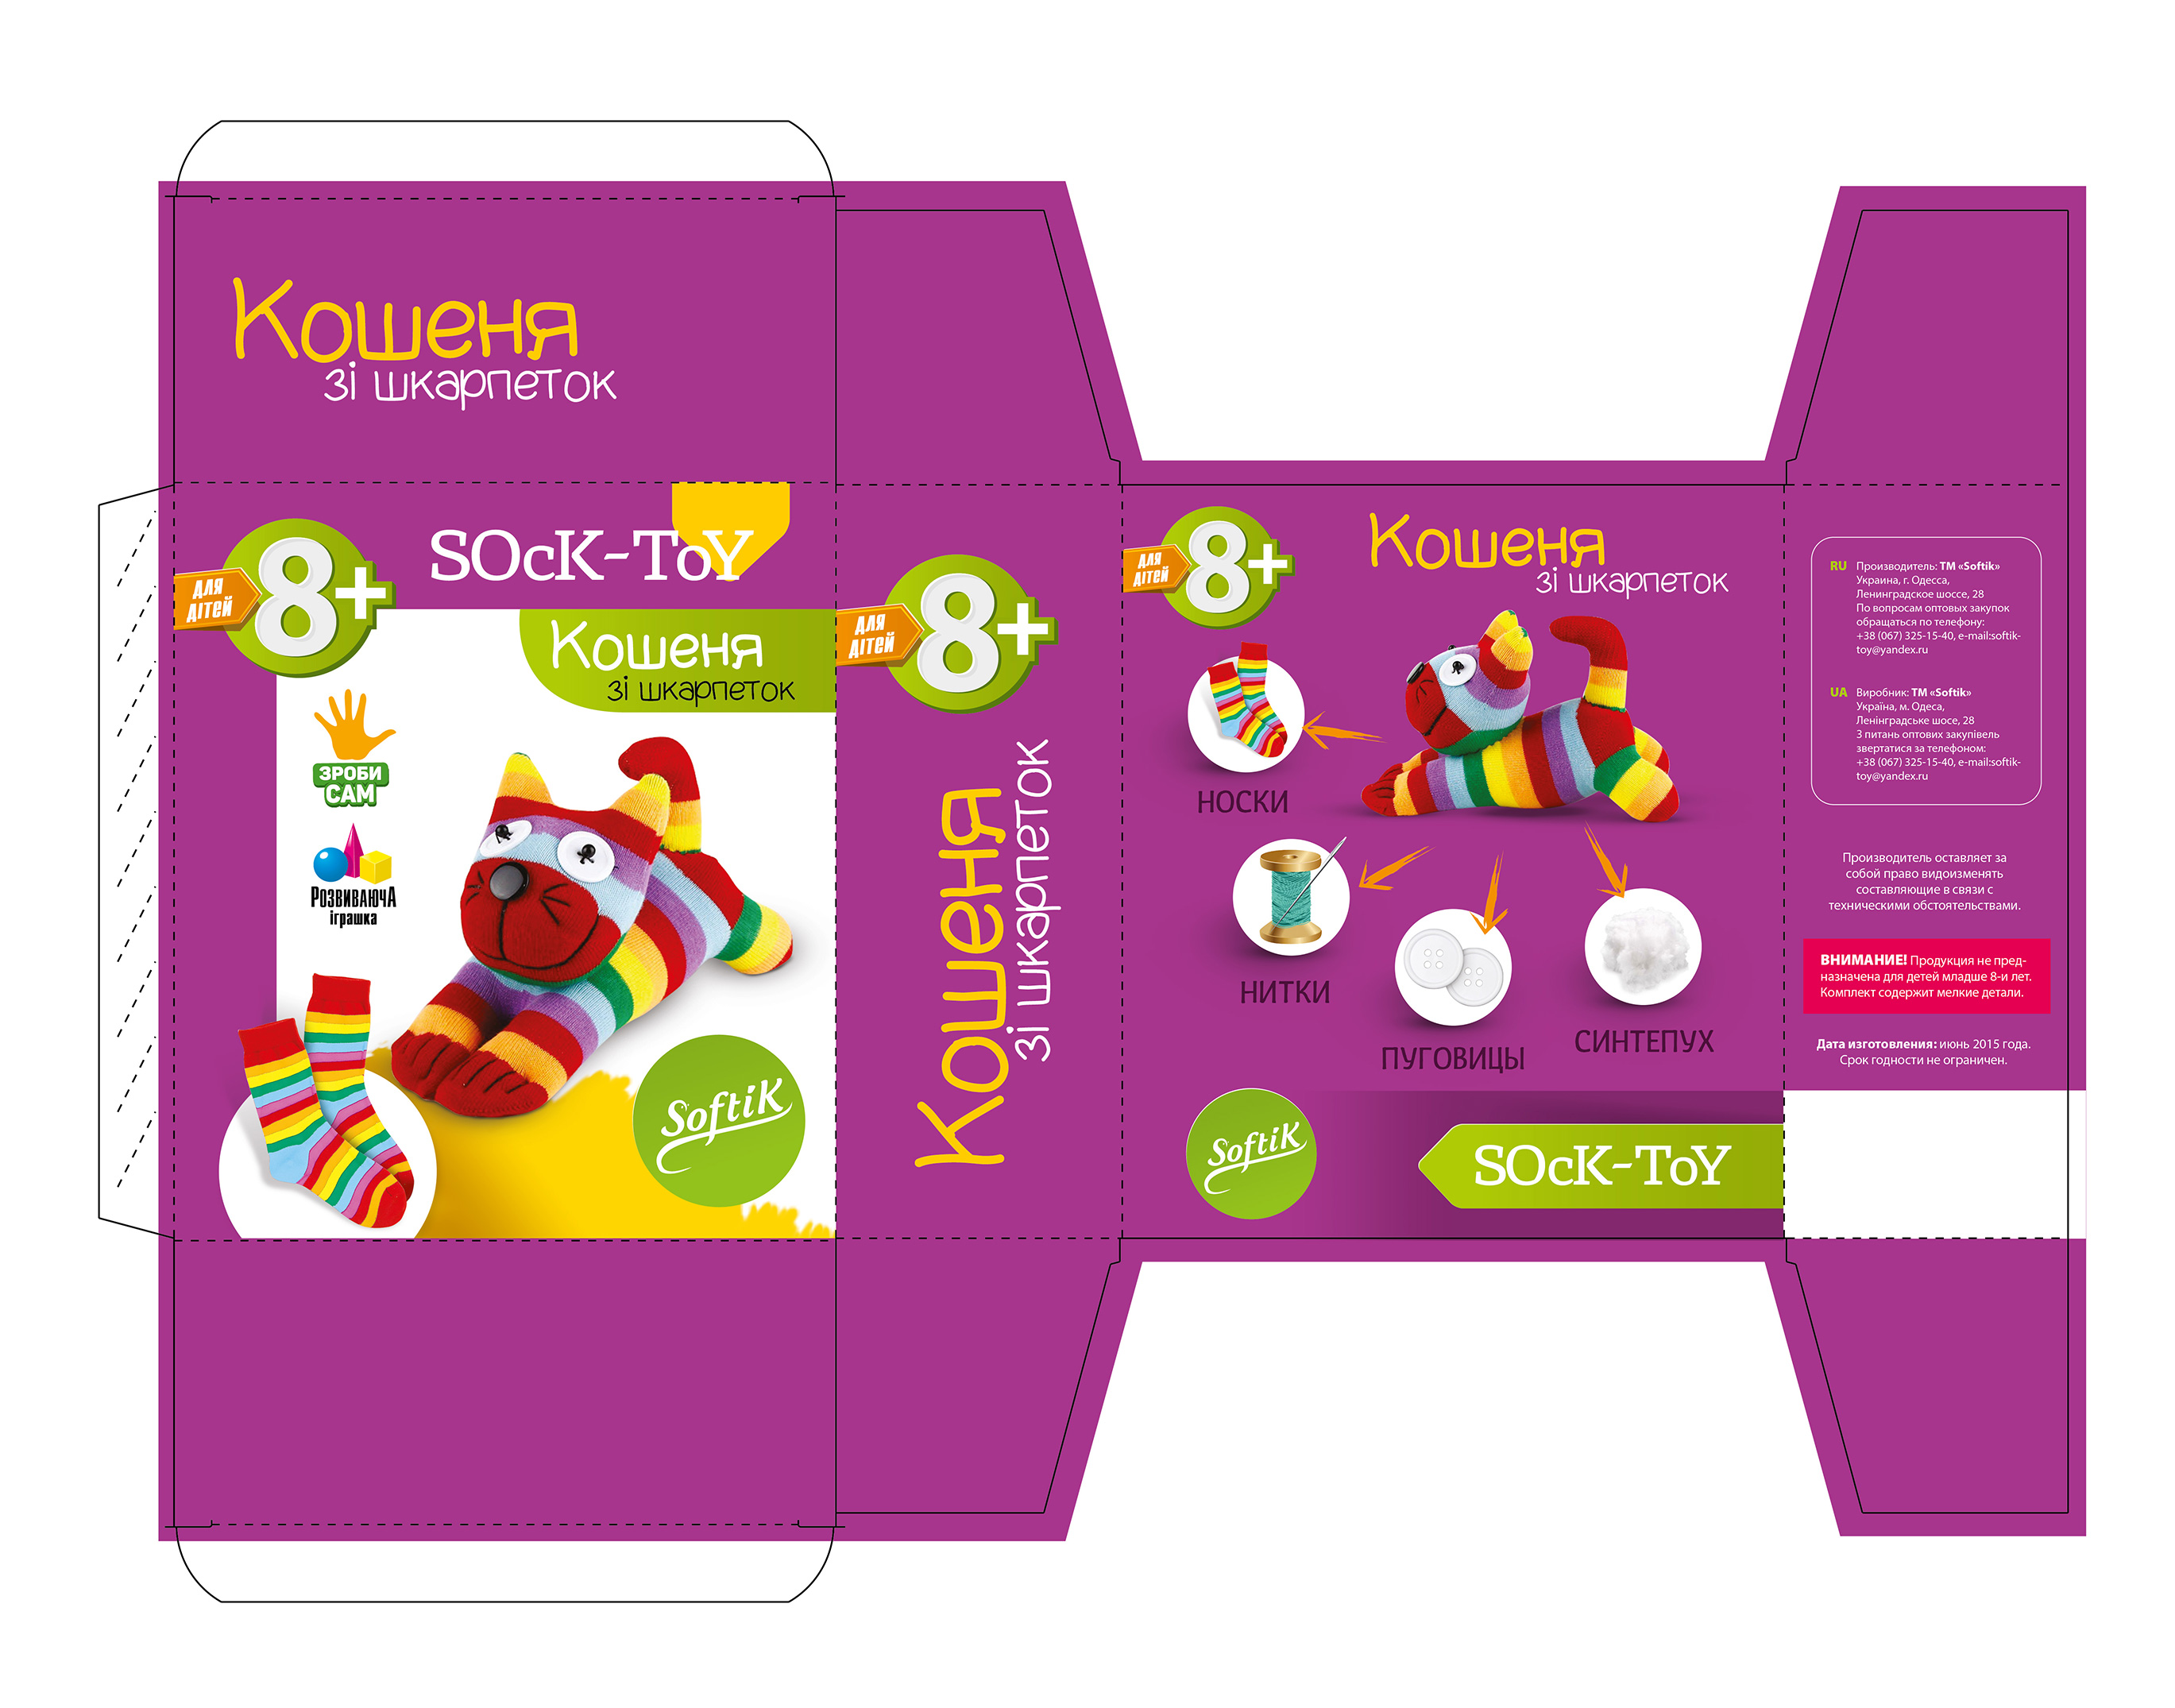 Кошеня
зі шкарпеток
для
дітей
8+
SOcK-ToY
Кошеня
зі шкарпеток
ЗРОБИ
САМ
РОЗВИВАЮЧА
іграшка
Softik
для
дітей
8+
Кошеня
зі шкарпеток
для
дітей
8+
Кошеня
зі шкарпеток
НОСКИ
НИТКИ
ПУГОВИЦЫ
СИНТЕПУХ
Softik
SOcK-ToY
RU Производитель: ТМ «Softik»
Украина, г. Одесса,
Ленинградское шоссе, 28
По вопросам оптовых закупок
обращаться по телефону:
+38 (067) 325-15-40, e-mail:softik-
toy@yandex.ru
UA Виробник: ТМ «Softik»
Україна, м. Одеса,
Ленінградське шосе, 28
З питань оптових закупівель
звертатися за телефоном:
+38 (067) 325-15-40, e-mail:softik-
toy@yandex.ru
Производитель оставляет за
собой право видоизменять
составляющие в связи с
техническими обстоятельствами.
ВНИМАНИЕ! Продукция не пред-
назначена для детей младше 8-и лет.
Комплект содержит мелкие детали.
Дата изготовления: июнь 2015 года.
Срок годности не ограничен.